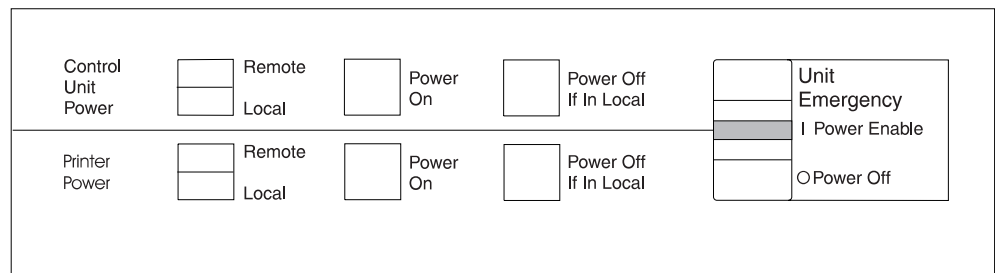 Control
Unit
Power
Remote
Local
Power
On
Power Off
If In Local
Unit
Emergency
I Power Enable
O Power Off
Printer
Power
Remote
Local
Power
On
Power Off
If In Local